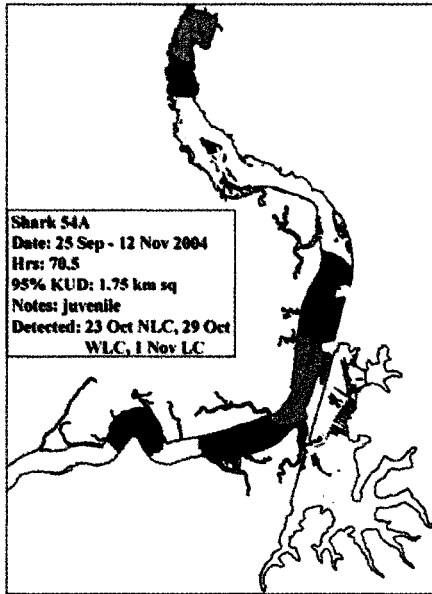 Shark 54A
Date: 25 Sep - 12 Nov 2004
Hrs: 70.5
95% KUD: 1.75 km sq
Notes: juvenile
Detected: 23 Oct NLC, 29 Oct
WLC, 1 Nov LC